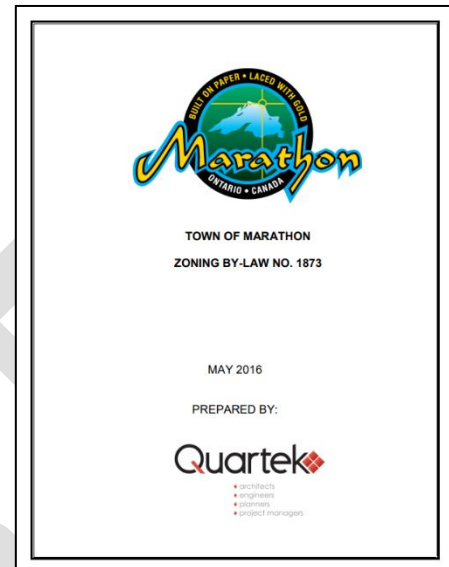 BUILT ON PAPER • LACED WITH GOLD
Marathon
ONTARIO • CANADA
TOWN OF MARATHON
ZONING BY-LAW NO. 1873
MAY 2016
PREPARED BY:
Quartek
architects
engineers
planners
project managers